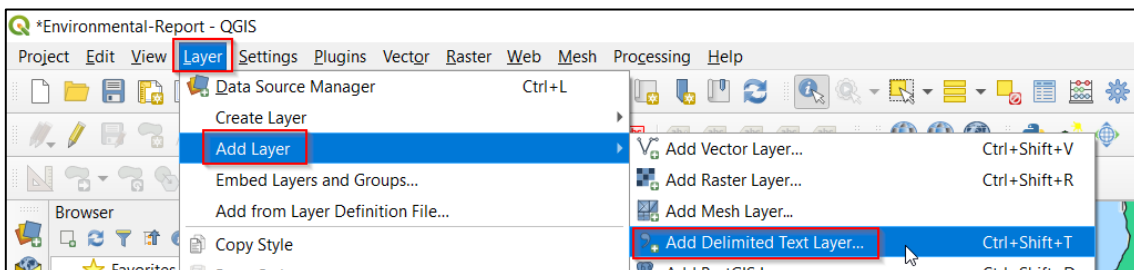 *Environmental-Report - QGIS
Project Edit View Layer Settings Plugins Vector Raster Web Mesh Processing Help
Data Source Manager Ctrl+L
Create Layer
Add Layer
Add Vector Layer... Ctrl+Shift+V
Embed Layers and Groups...
Add Raster Layer... Ctrl+Shift+R
Browser
Add from Layer Definition File...
Add Mesh Layer...
Copy Style
Add Delimited Text Layer... Ctrl+Shift+T
Favorites